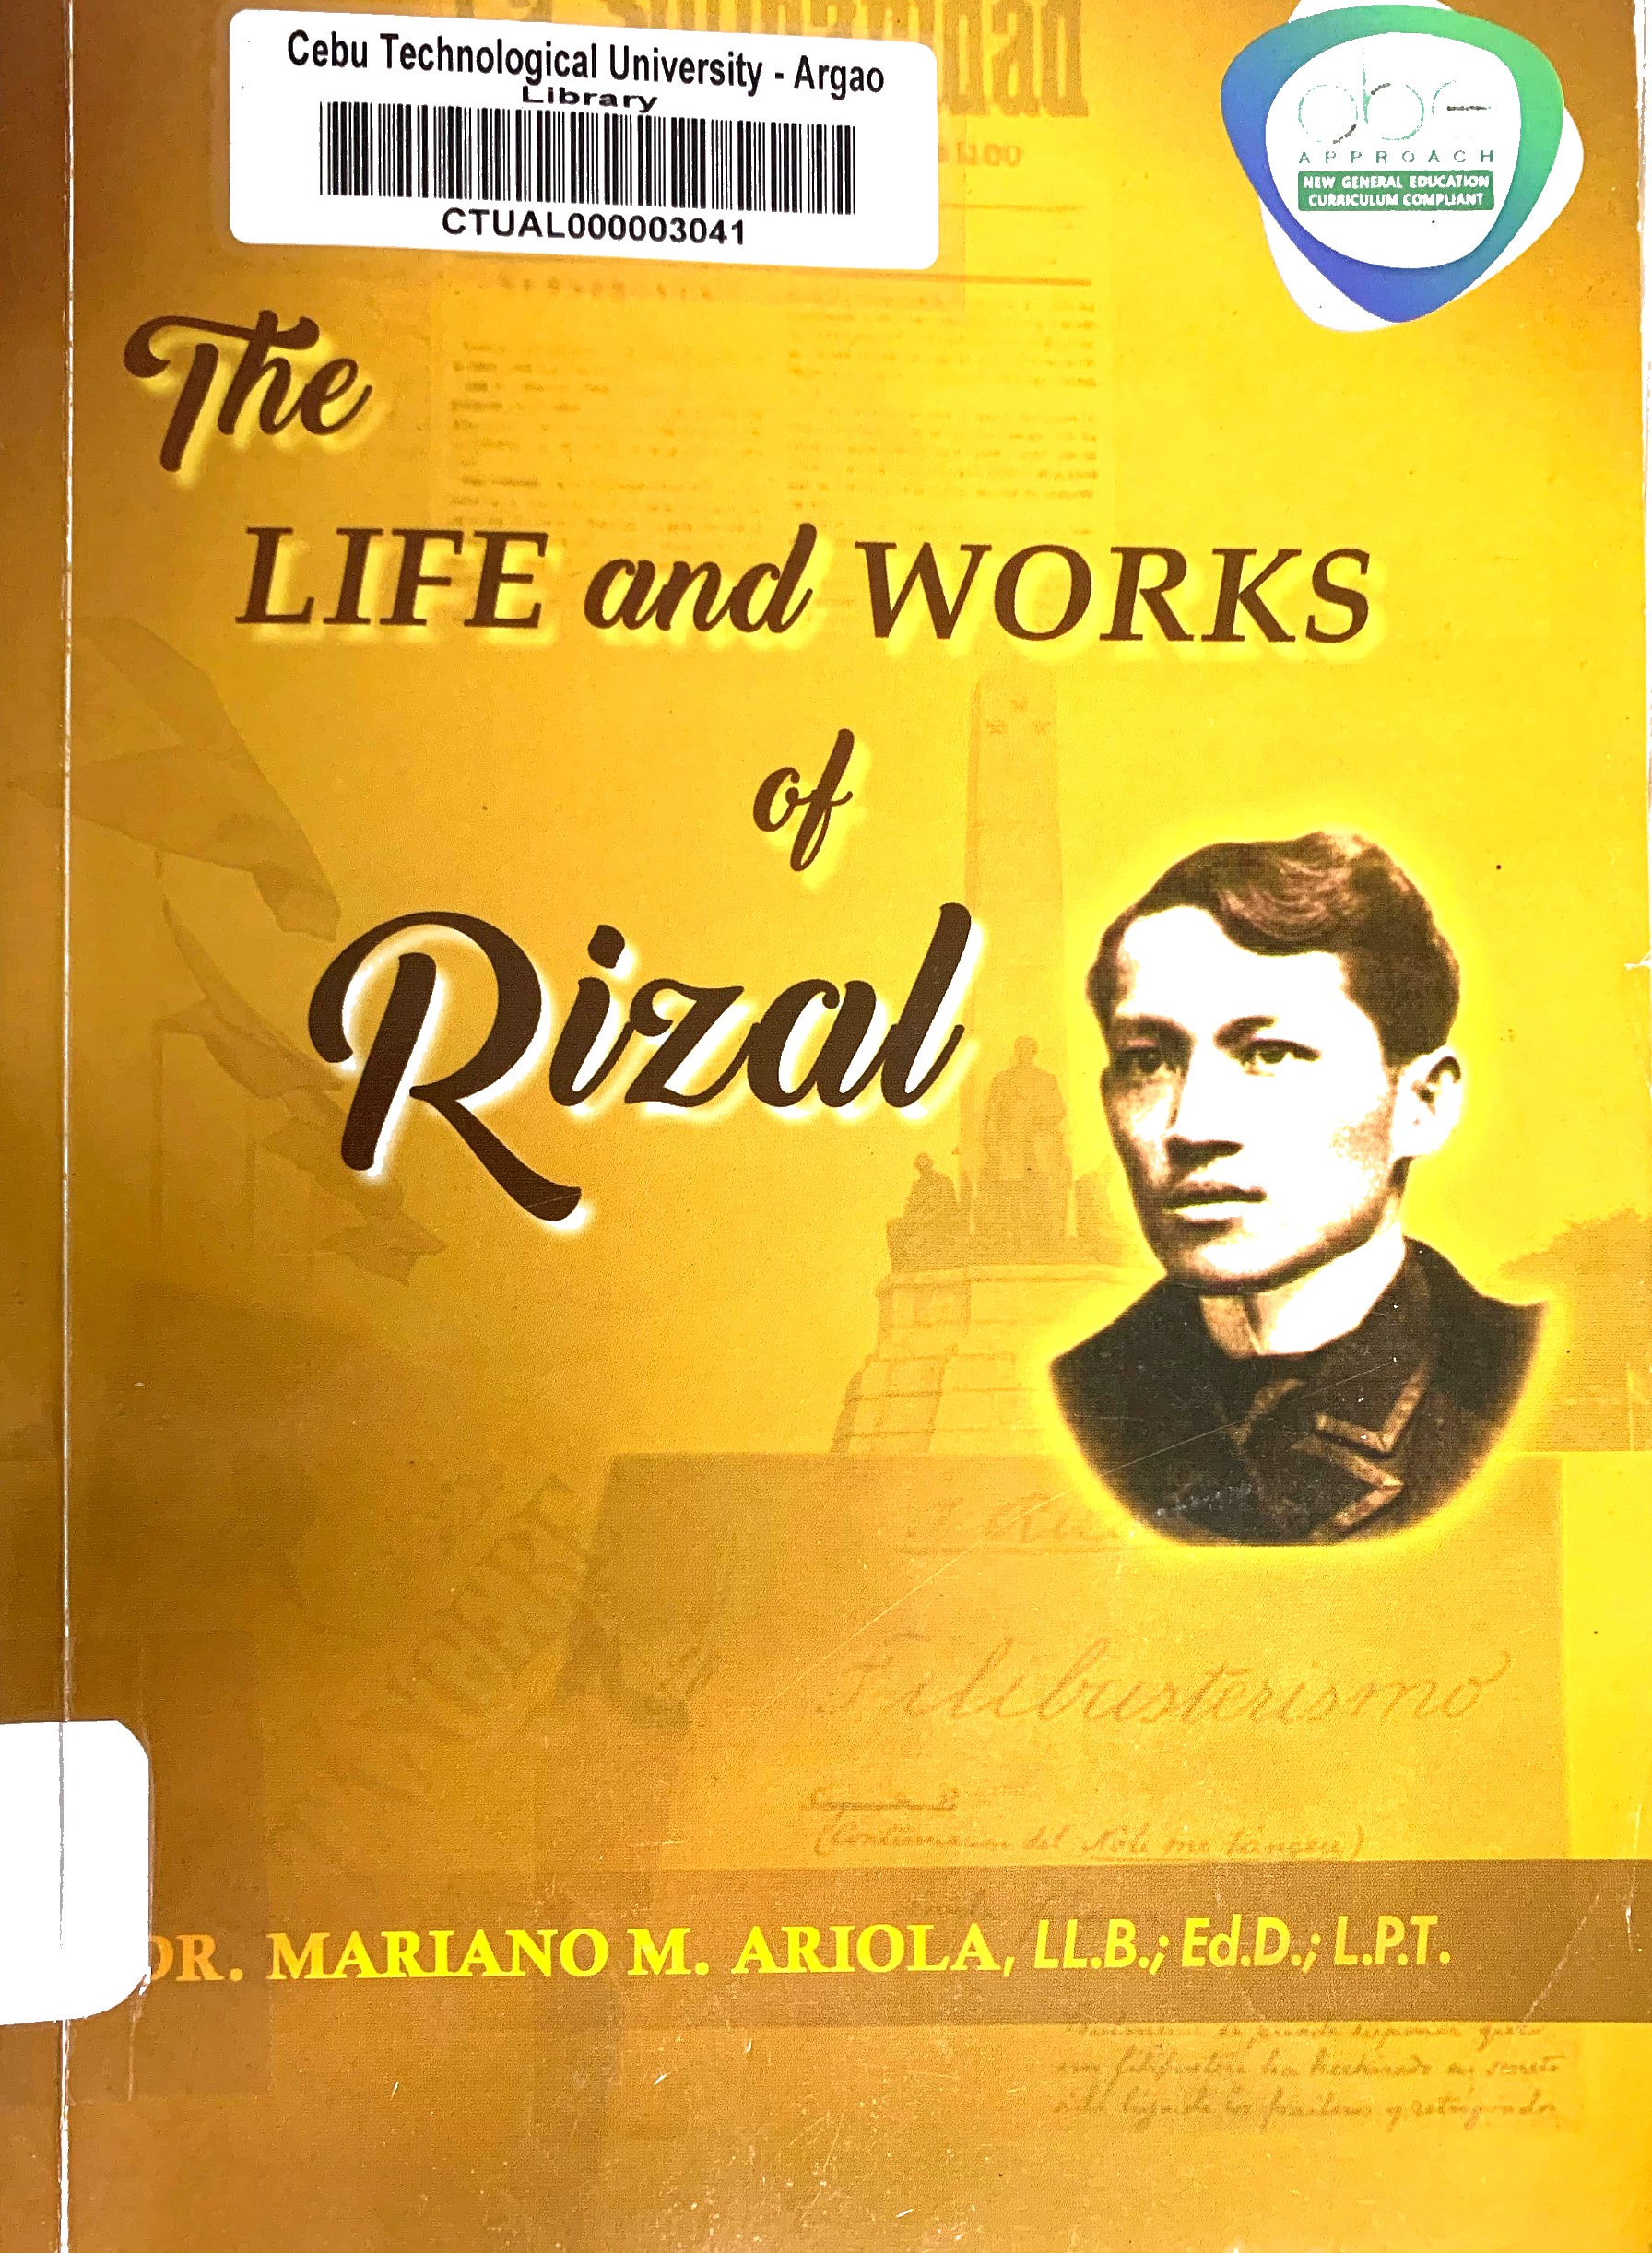 Cebu Technological University - Argao
Library
CTUAL000003041
obe
APPROACH
NEW GENERAL EDUCATION
CURRICULUM COMPLIANT
The
LIFE and WORKS
of
Rizal
Filibusterismo
del Noli me tangere)
DR. MARIANO M. ARIOLA, LL.B.; Ed.D.; L.P.T.